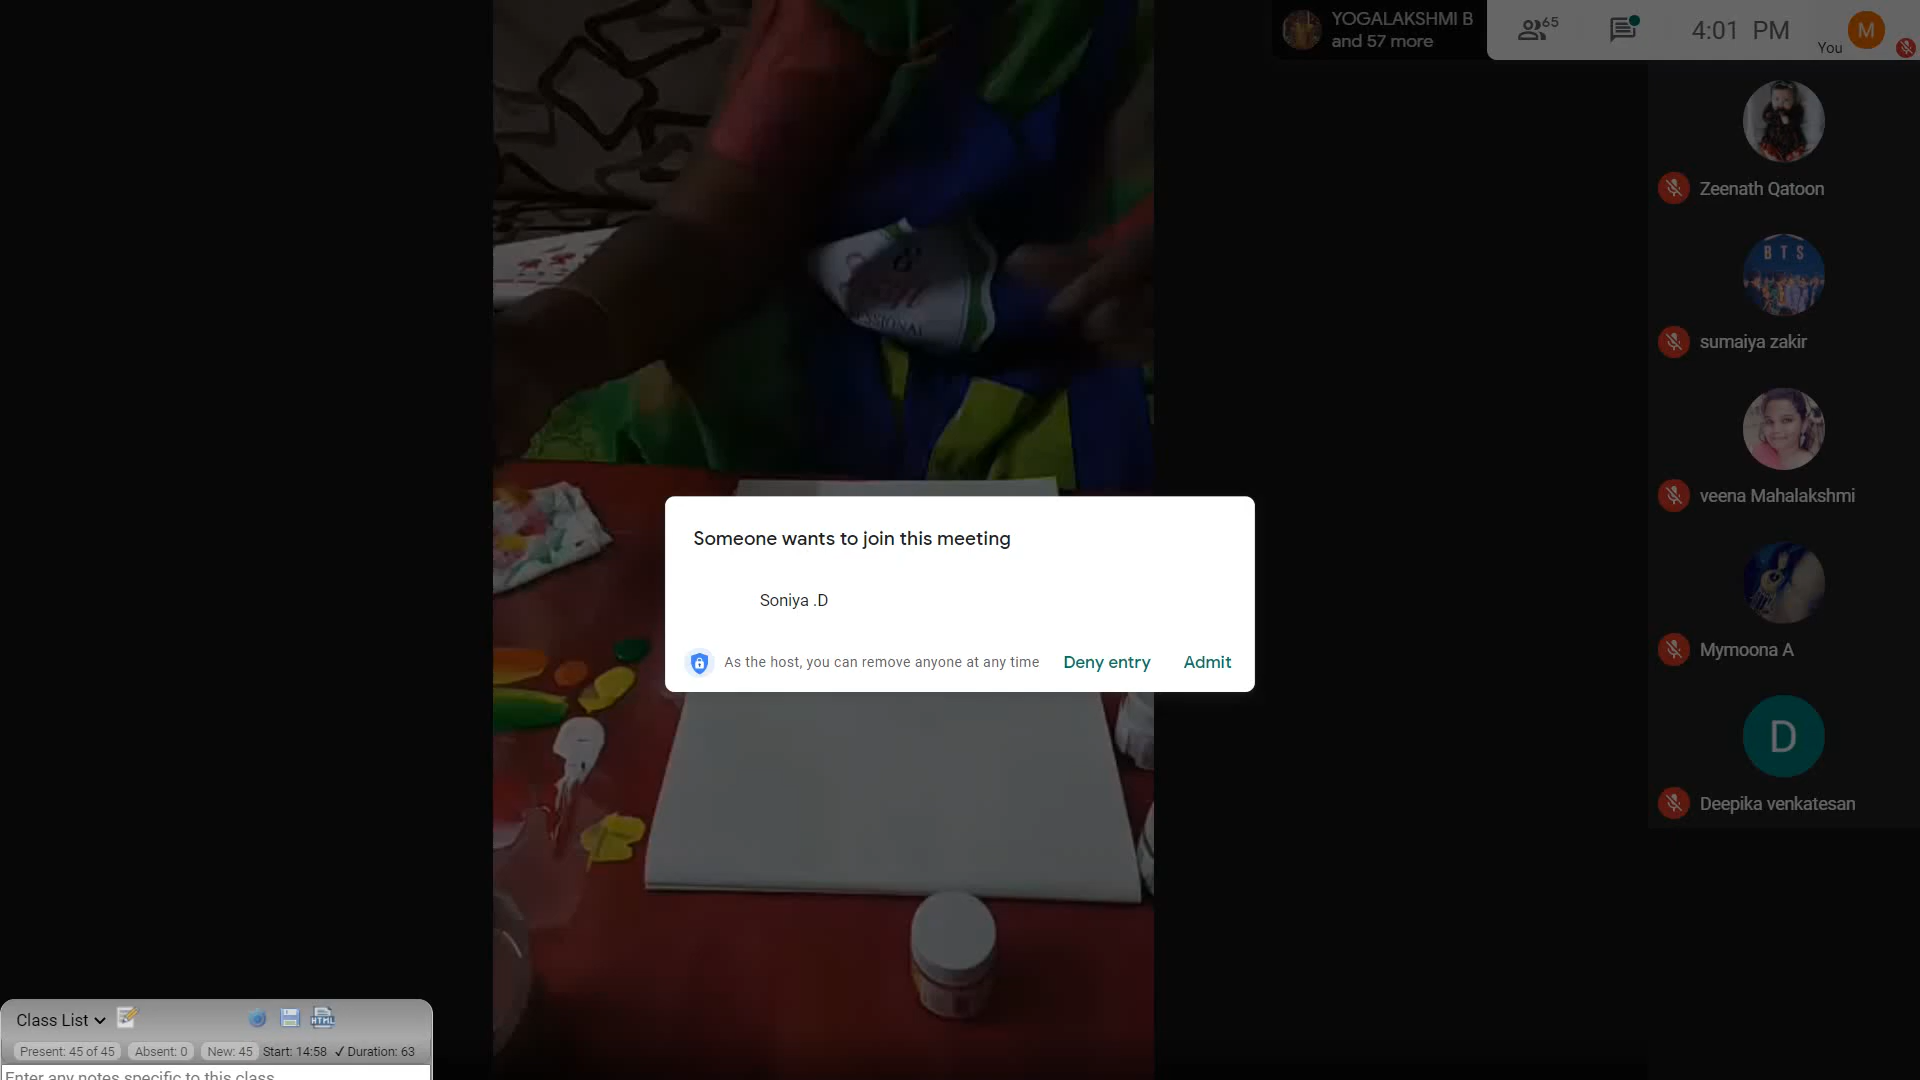 YOGALAKSHMI B
and 57 more
65
4:01 PM
You
M
Zeenath Qatoon
BTS
sumaiya zakir
veena Mahalakshmi
Mymoona A
D
Deepika venkatesan
Someone wants to join this meeting
Soniya .D
As the host, you can remove anyone at any time
Deny entry
Admit
Class List
HTML
Present: 45 of 45
Absent: 0
New: 45
Start: 14:58
✓ Duration: 63
Enter any notes specific to this class